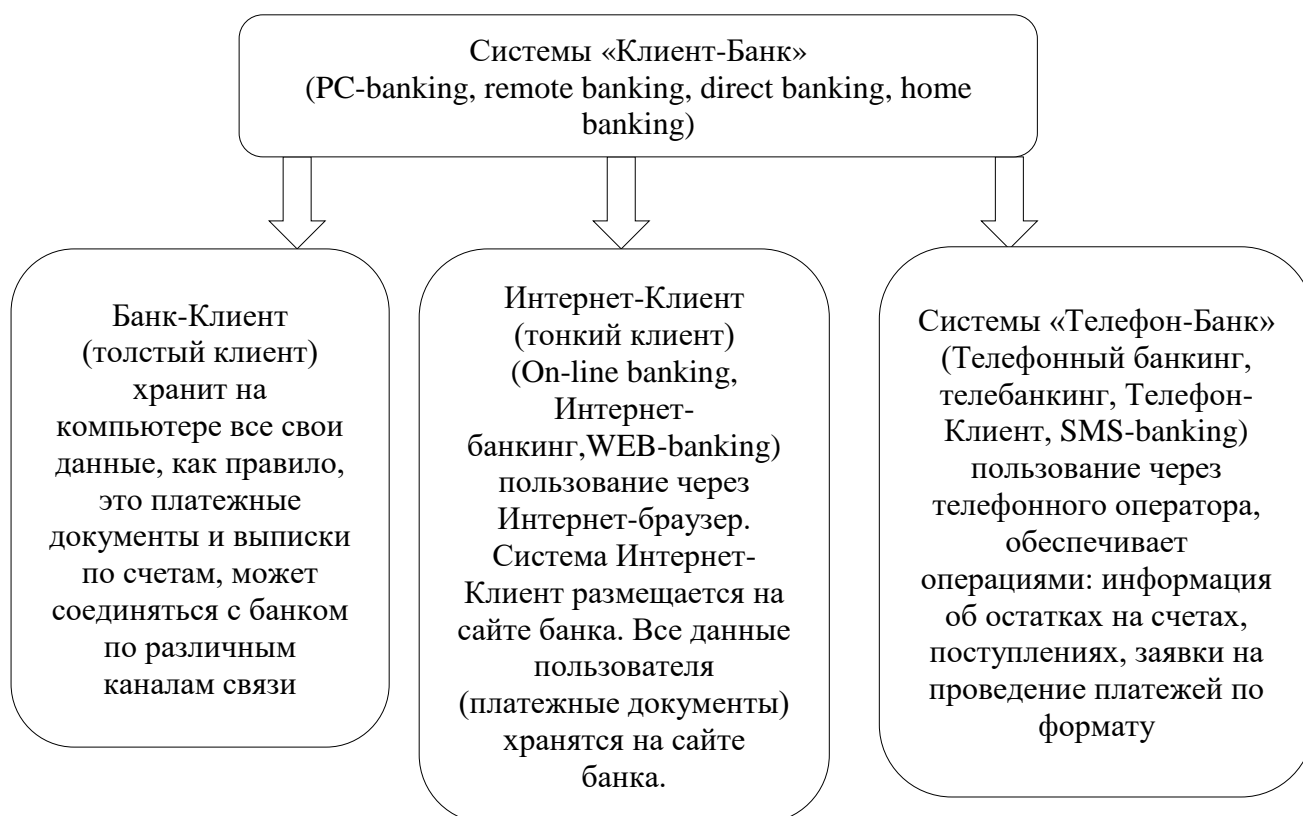 Системы «Клиент-Банк»
(PC-banking, remote banking, direct banking, home
banking)
Банк-Клиент
(толстый клиент)
хранит на
компьютере все свои
данные, как правило,
это платежные
документы и выписки
по счетам, может
соединяться с банком
по различным
каналам связи
Интернет-Клиент
(тонкий клиент)
(On-line banking,
Интернет-
банкинг,WEB-banking)
пользование через
Интернет-браузер.
Система Интернет-
Клиент размещается на
сайте банка. Все данные
пользователя
(платежные документы)
хранятся на сайте
банка.
Системы «Телефон-Банк»
(Телефонный банкинг,
телебанкинг, Телефон-
Клиент, SMS-banking)
пользование через
телефонного оператора,
обеспечивает
операциями: информация
об остатках на счетах,
поступлениях, заявки на
проведение платежей по
формату